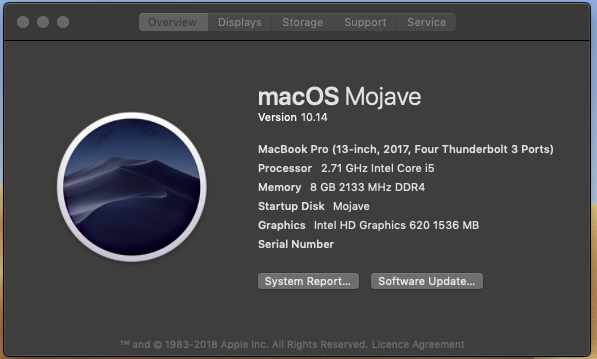 Overview Displays Storage Support Service
macOS Mojave
Version 10.14
MacBook Pro (13-inch, 2017, Four Thunderbolt 3 Ports)
Processor 2.71 GHz Intel Core i5
Memory 8 GB 2133 MHz DDR4
Startup Disk Mojave
Graphics Intel HD Graphics 620 1536 MB
Serial Number
System Report... Software Update...
™ and © 1983-2018 Apple Inc. All Rights Reserved. Licence Agreement